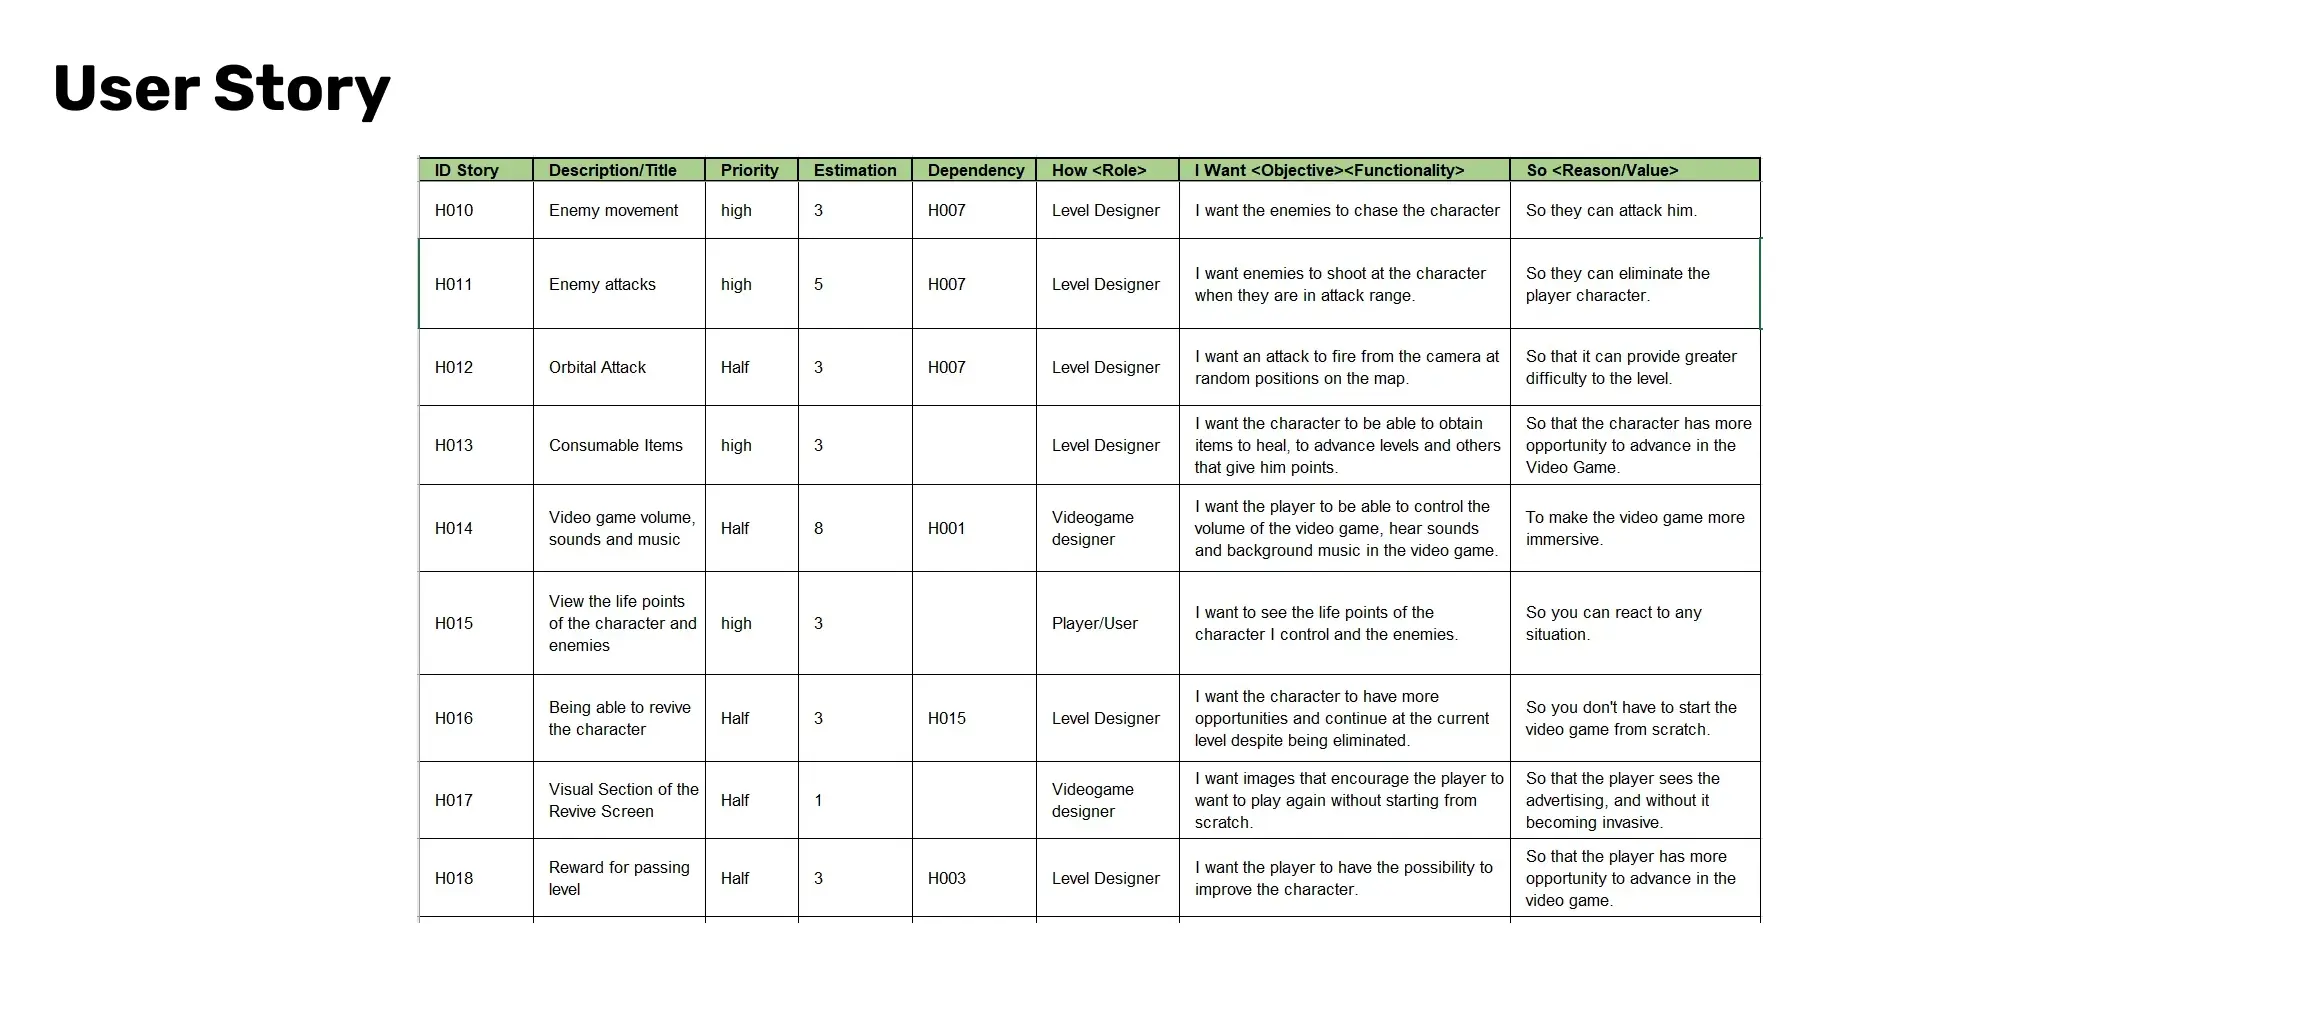 User Story
ID Story Description/Title Priority Estimation Dependency How <Role> I Want <Objective><Functionality> So <Reason/Value>
H010 Enemy movement high 3 H007 Level Designer I want the enemies to chase the character So they can attack him.
H011 Enemy attacks high 5 H007 Level Designer I want enemies to shoot at the character
when they are in attack range. So they can eliminate the
player character.
H012 Orbital Attack Half 3 H007 Level Designer I want an attack to fire from the camera at
random positions on the map. So that it can provide greater
difficulty to the level.
H013 Consumable Items high 3 Level Designer I want the character to be able to obtain
items to heal, to advance levels and others
that give him points. So that the character has more
opportunity to advance in the
Video Game.
H014 Video game volume,
sounds and music Half 8 H001 Videogame
designer I want the player to be able to control the
volume of the video game, hear sounds
and background music in the video game. To make the video game more
immersive.
H015 View the life points
of the character and
enemies high 3 Player/User I want to see the life points of the
character I control and the enemies. So you can react to any
situation.
H016 Being able to revive
the character Half 3 H015 Level Designer I want the character to have more
opportunities and continue at the current
level despite being eliminated. So you don't have to start the
video game from scratch.
H017 Visual Section of the
Revive Screen Half 1 Videogame
designer I want images that encourage the player to
want to play again without starting from
scratch. So that the player sees the
advertising, and without it
becoming invasive.
H018 Reward for passing
level Half 3 H003 Level Designer I want the player to have the possibility to
improve the character. So that the player has more
opportunity to advance in the
video game.